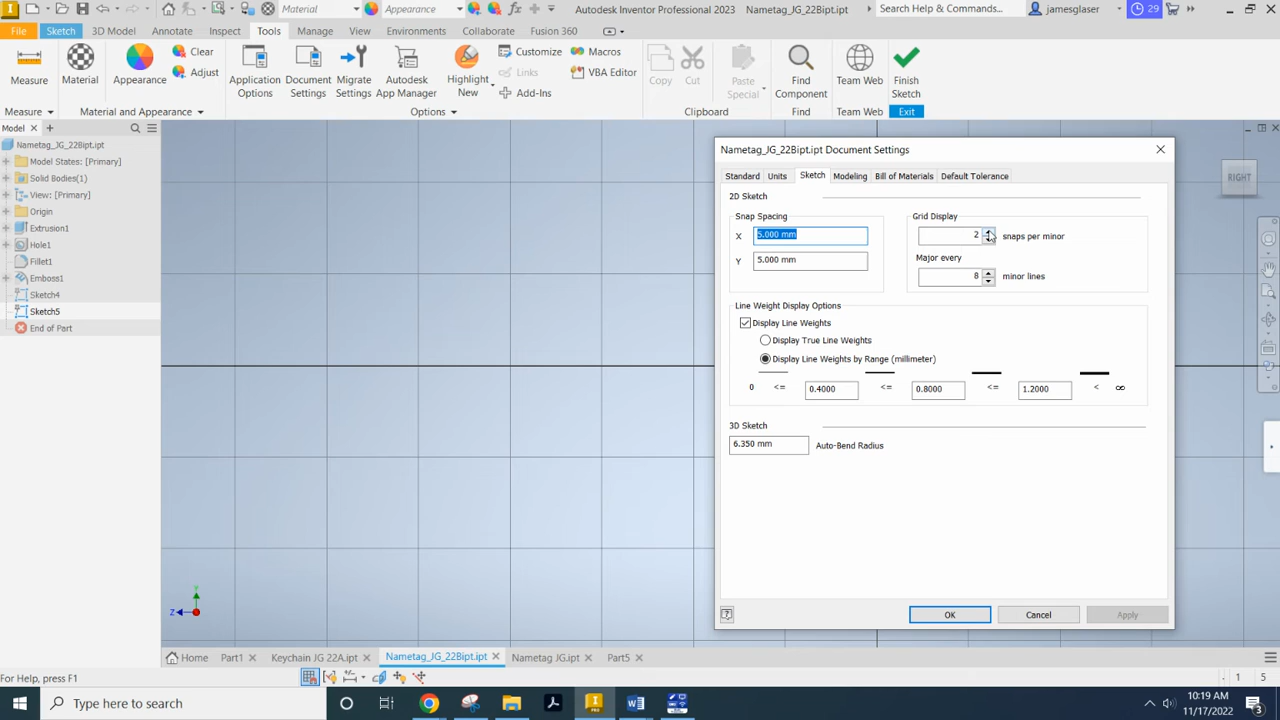 Material Appearance Autodesk Inventor Professional 2023 Nametag_JG_22Bipt.ipt Search Help & Commands... jamesglaser 29
File Sketch 3D Model Annotate Inspect Tools Manage View Environments Collaborate Fusion 360
Measure Material Appearance Clear Adjust Application Options Document Settings Migrate Settings Autodesk App Manager Highlight New Customize Links Add-Ins Macros VBA Editor Copy Cut Paste Special Find Component Team Web Finish Sketch
Measure Material and Appearance Options Clipboard Find Team Web Exit
Model
Nametag_JG_22Bipt.ipt
Model States: [Primary]
Solid Bodies(1)
View: [Primary]
Origin
Extrusion1
Hole1
Fillet1
Emboss1
Sketch4
Sketch5
End of Part
RIGHT
Nametag_JG_22Bipt.ipt Document Settings
Standard Units Sketch Modeling Bill of Materials Default Tolerance
2D Sketch
Snap Spacing
X 5.000 mm
Y 5.000 mm
Grid Display
2 snaps per minor
Major every
8 minor lines
Line Weight Display Options
Display Line Weights
Display True Line Weights
Display Line Weights by Range (millimeter)
0 <= 0.4000 <= 0.8000 <= 1.2000 < ∞
3D Sketch
6.350 mm Auto-Bend Radius
? OK Cancel Apply
Y
Z
Home Part1 Keychain JG 22A.ipt Nametag_JG_22Bipt.ipt Nametag JG.ipt Part5
For Help, press F1 1 5
Type here to search
10:19 AM
11/17/2022
3